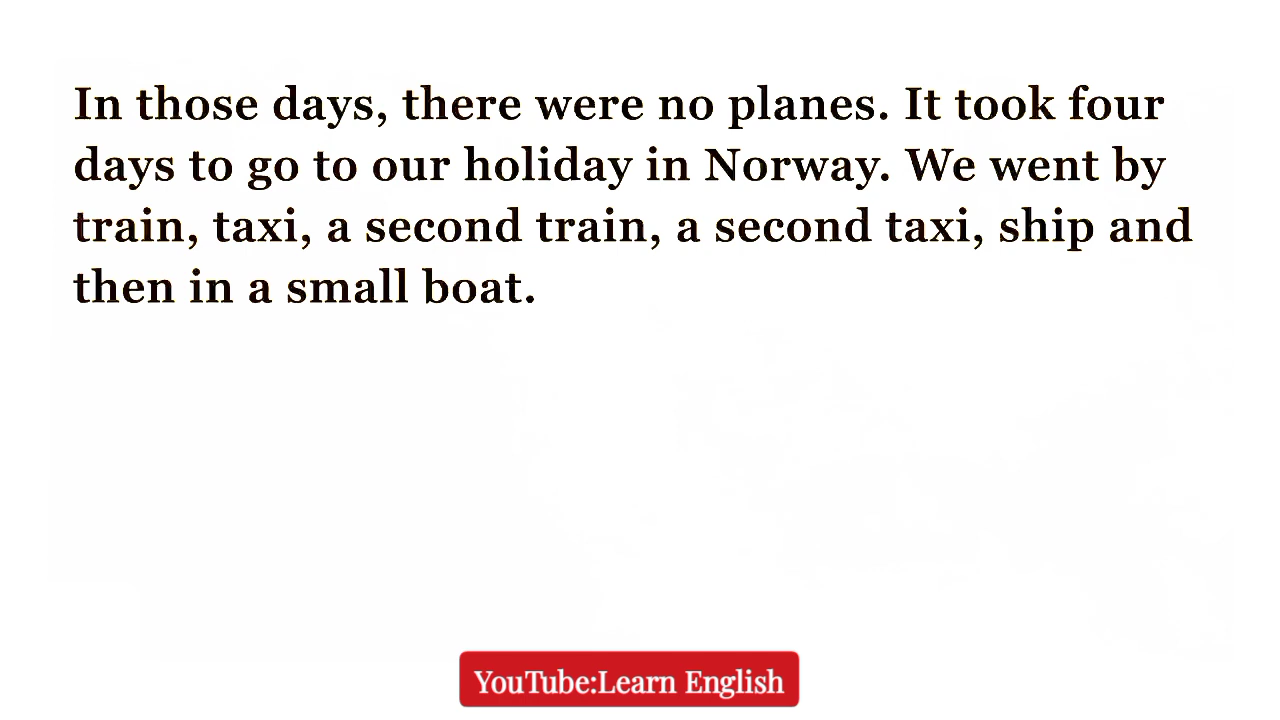 In those days, there were no planes. It took four
days to go to our holiday in Norway. We went by
train, taxi, a second train, a second taxi, ship and
then in a small boat.
YouTube:Learn English